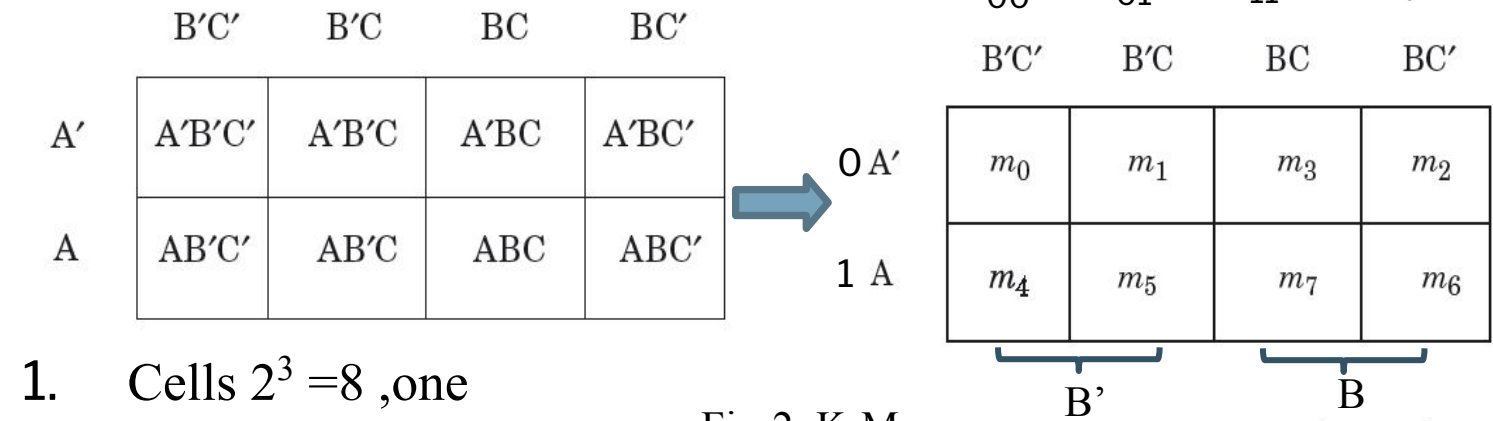 B′C′ B′C BC BC′
A′ A′B′C′ A′B′C A′BC A′BC′
A AB′C′ AB′C ABC ABC′
B′C′ B′C BC BC′
0 A′ m₀ m₁ m₃ m₂
1 A m₄ m₅ m₇ m₆
B’ B
1. Cells 2³ =8 ,one